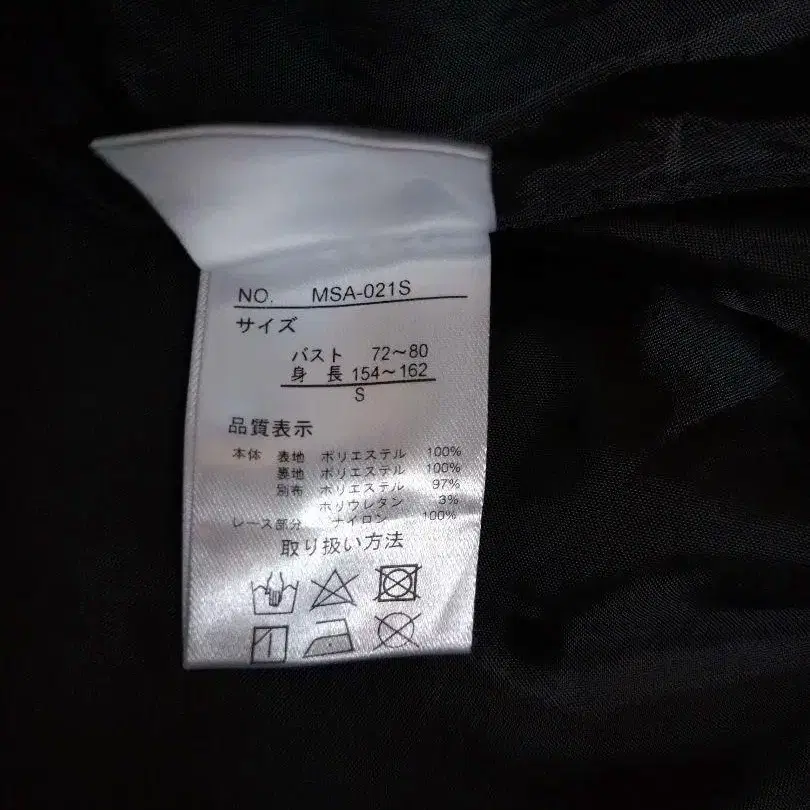 NO. MSA-021S
サイズ
バスト 72～80
身 長 154～162
S
品質表示
本体 表地 ポリエステル 100%
裏地 ポリエステル 100%
別布 ポリエステル 97%
ポリウレタン 3%
レース部分 ナイロン 100%
取り扱い方法